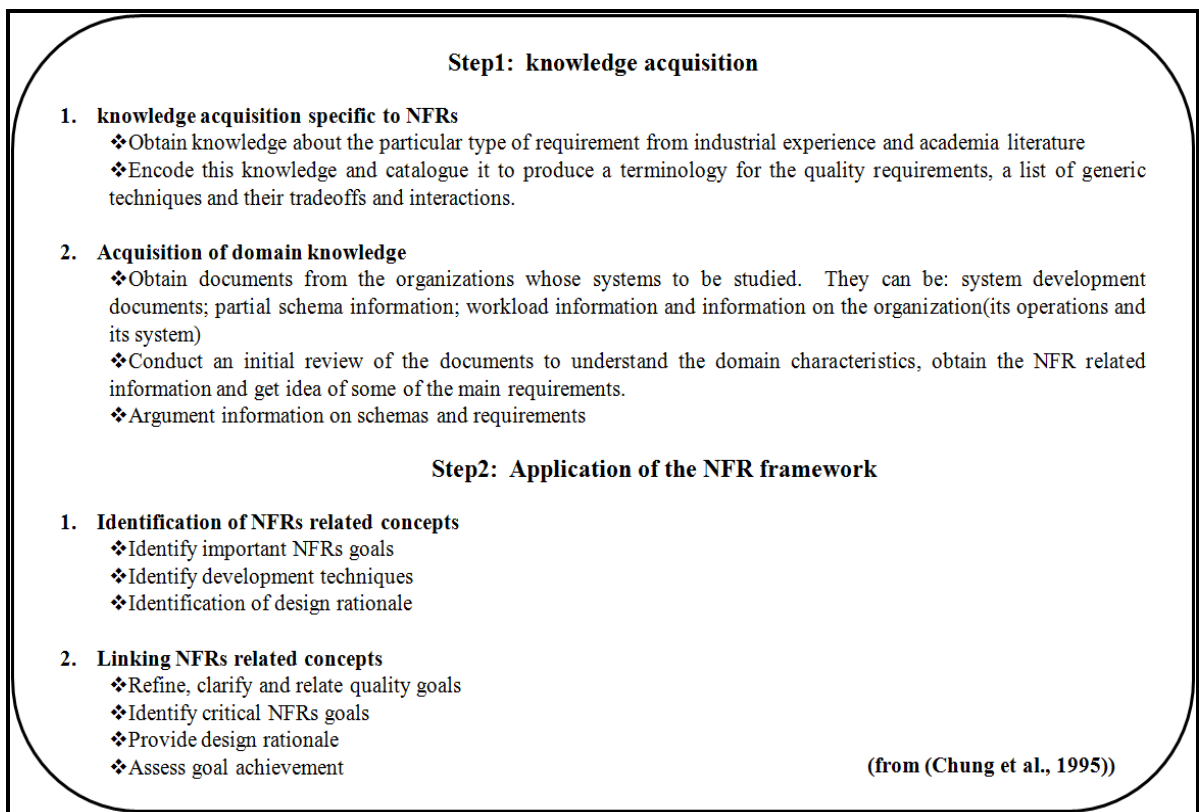 Step1: knowledge acquisition
1. knowledge acquisition specific to NFRs
❖Obtain knowledge about the particular type of requirement from industrial experience and academia literature
❖Encode this knowledge and catalogue it to produce a terminology for the quality requirements, a list of generic
techniques and their tradeoffs and interactions.
2. Acquisition of domain knowledge
❖Obtain documents from the organizations whose systems to be studied. They can be: system development
documents; partial schema information; workload information and information on the organization(its operations and
its system)
❖Conduct an initial review of the documents to understand the domain characteristics, obtain the NFR related
information and get idea of some of the main requirements.
❖Argument information on schemas and requirements
Step2: Application of the NFR framework
1. Identification of NFRs related concepts
❖Identify important NFRs goals
❖Identify development techniques
❖Identification of design rationale
2. Linking NFRs related concepts
❖Refine, clarify and relate quality goals
❖Identify critical NFRs goals
❖Provide design rationale
❖Assess goal achievement
(from (Chung et al., 1995))